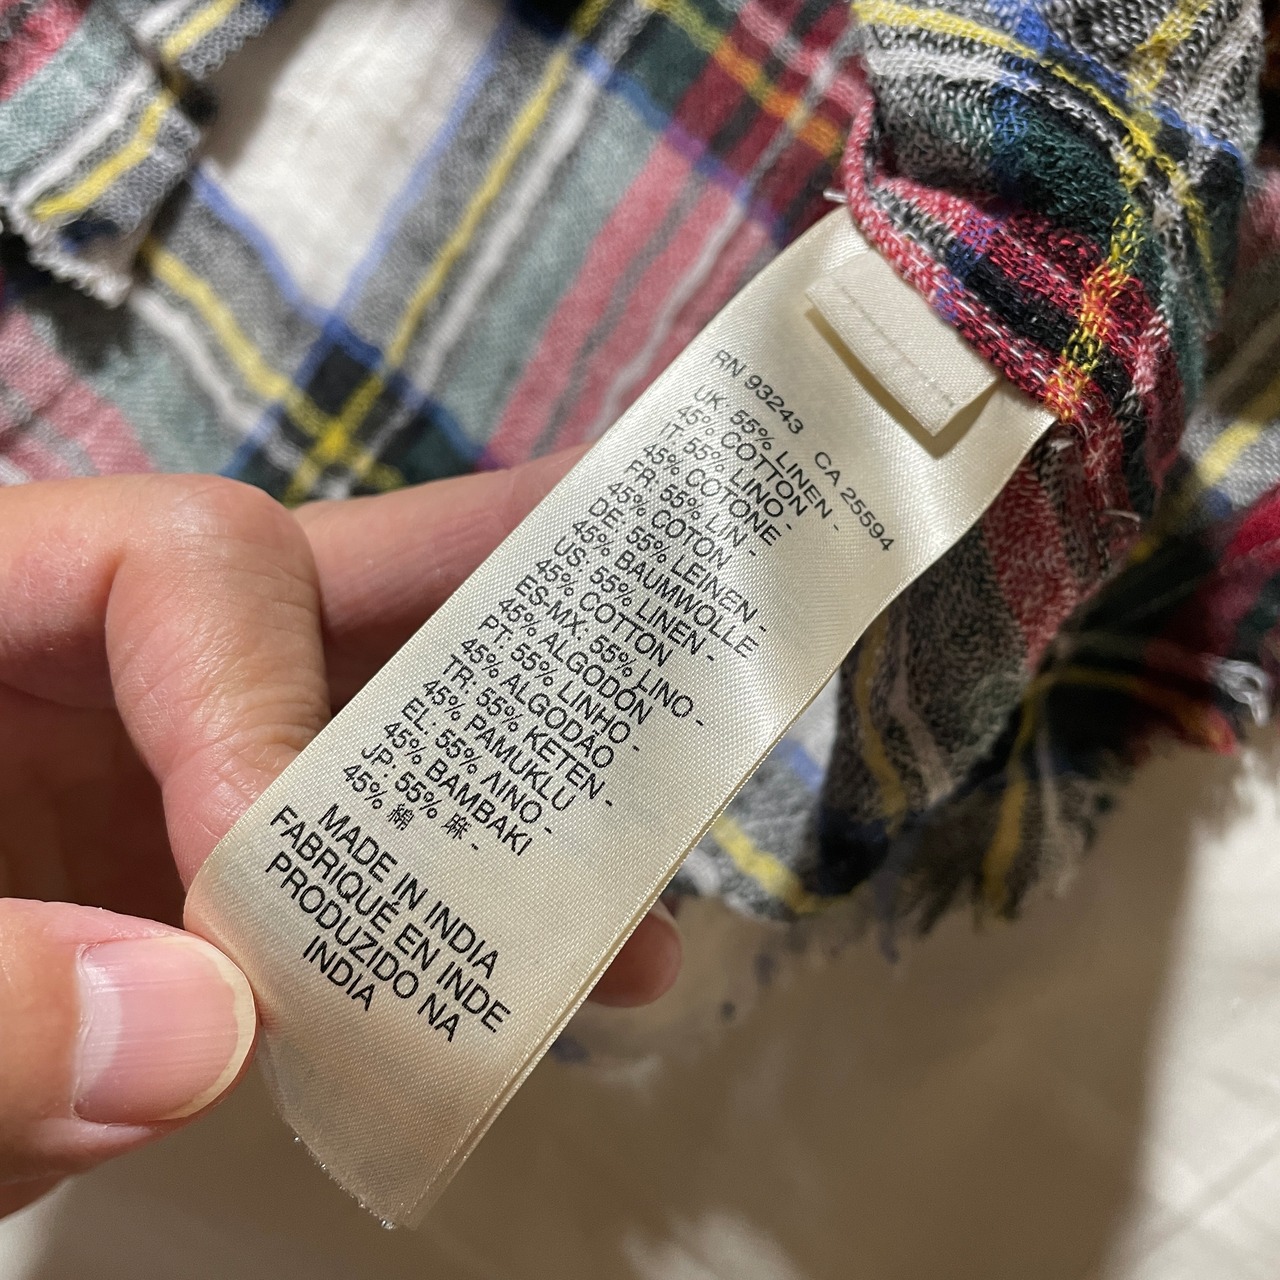 RN 93243 CA 25594
UK: 55% LINEN -
45% COTTON
IT: 55% LINO -
45% COTONE
FR: 55% LIN -
45% COTON
DE: 55% LEINEN -
45% BAUMWOLLE
US: 55% LINEN -
45% COTTON
ES-MX: 55% LINO -
45% ALGODÓN
PT: 55% LINHO -
45% ALGODÃO
TR: 55% KETEN -
45% PAMUKLU
EL: 55% ΛΙΝΟ -
45% ΒΑΜΒΑΚΙ
JP: 55% 麻 -
45% 綿
MADE IN INDIA
FABRIQUÉ EN INDE
PRODUZIDO NA
INDIA